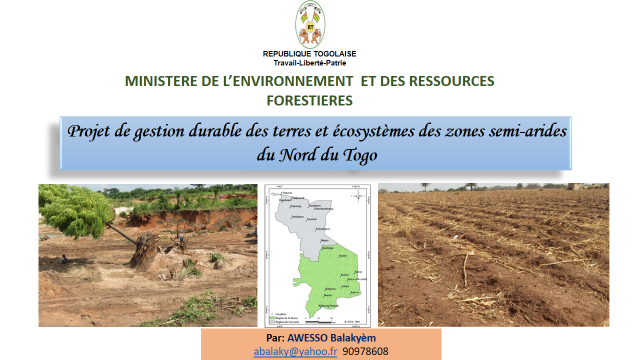 REPUBLIQUE TOGOLAISE
Travail-Liberté-Patrie
MINISTERE DE L’ENVIRONNEMENT ET DES RESSOURCES
FORESTIERES
Projet de gestion durable des terres et écosystèmes des zones semi-arides
du Nord du Togo
Par: AWESSO Balakyèm
abalaky@yahoo.fr 90978608